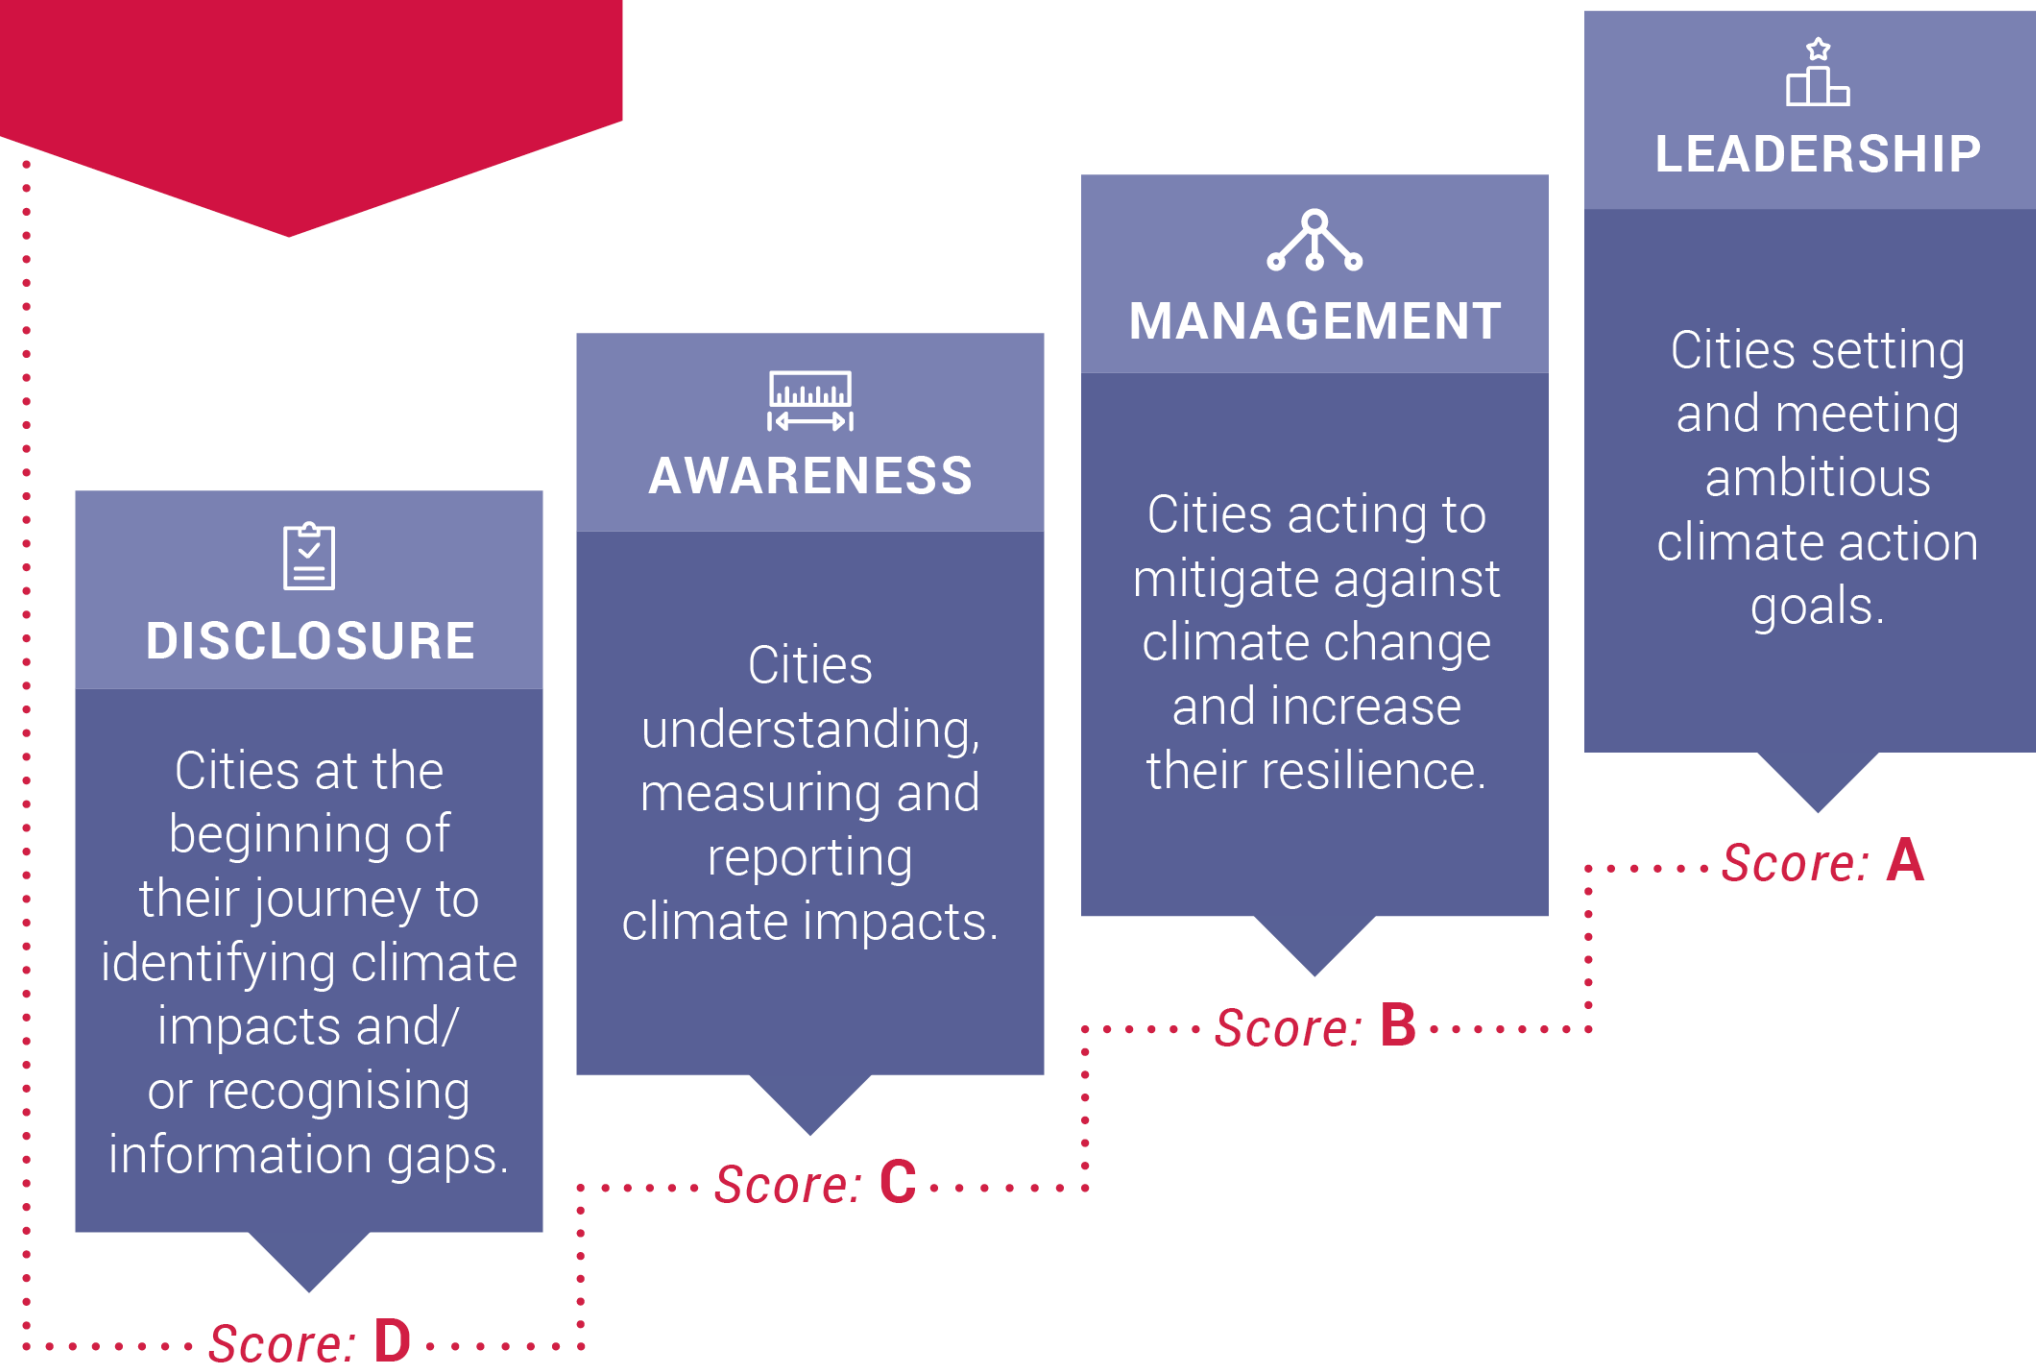 DISCLOSURE
Cities at the
beginning of
their journey to
identifying climate
impacts and/
or recognising
information gaps.
Score: D
AWARENESS
Cities
understanding,
measuring and
reporting
climate impacts.
Score: C
MANAGEMENT
Cities acting to
mitigate against
climate change
and increase
their resilience.
Score: B
LEADERSHIP
Cities setting
and meeting
ambitious
climate action
goals.
Score: A